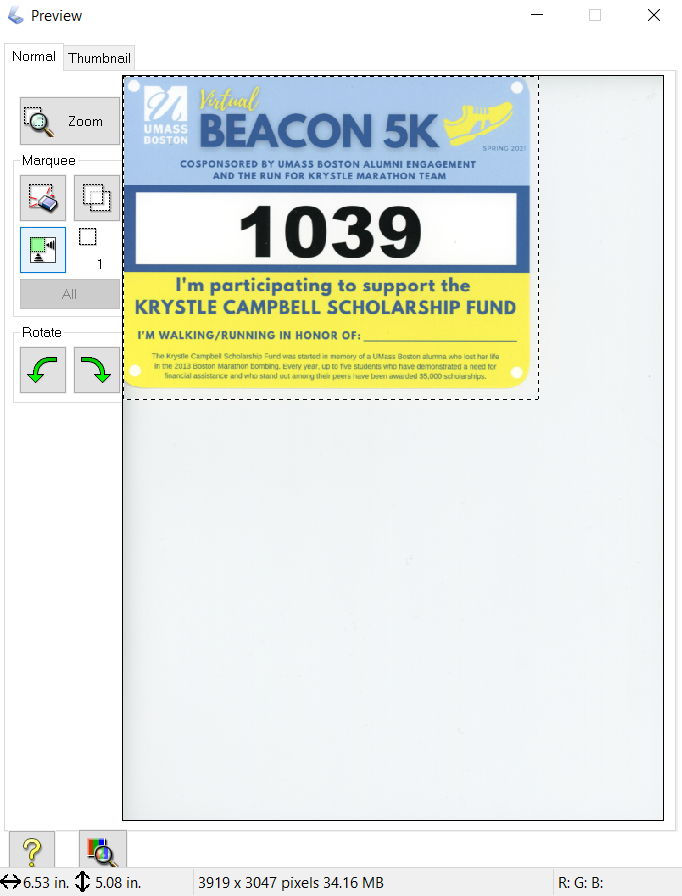 Preview
Normal
Thumbnail
Zoom
Marquee
1
All
Rotate
UMASS
BOSTON
Virtual
BEACON 5K
SPRING 2021
COSPONSORED BY UMASS BOSTON ALUMNI ENGAGEMENT
AND THE RUN FOR KRYSTLE MARATHON TEAM
1039
I'm participating to support the
KRYSTLE CAMPBELL SCHOLARSHIP FUND
I'M WALKING/RUNNING IN HONOR OF:
The Krystle Campbell Scholarship Fund was started in memory of a UMass Boston alumna who lost her life
in the 2013 Boston Marathon bombing. Every year, up to five students who have demonstrated a need for
financial assistance and who stand out among their peers have been awarded $5,000 scholarships.
6.53 in. 5.08 in.
3919 x 3047 pixels 34.16 MB
R: G: B: